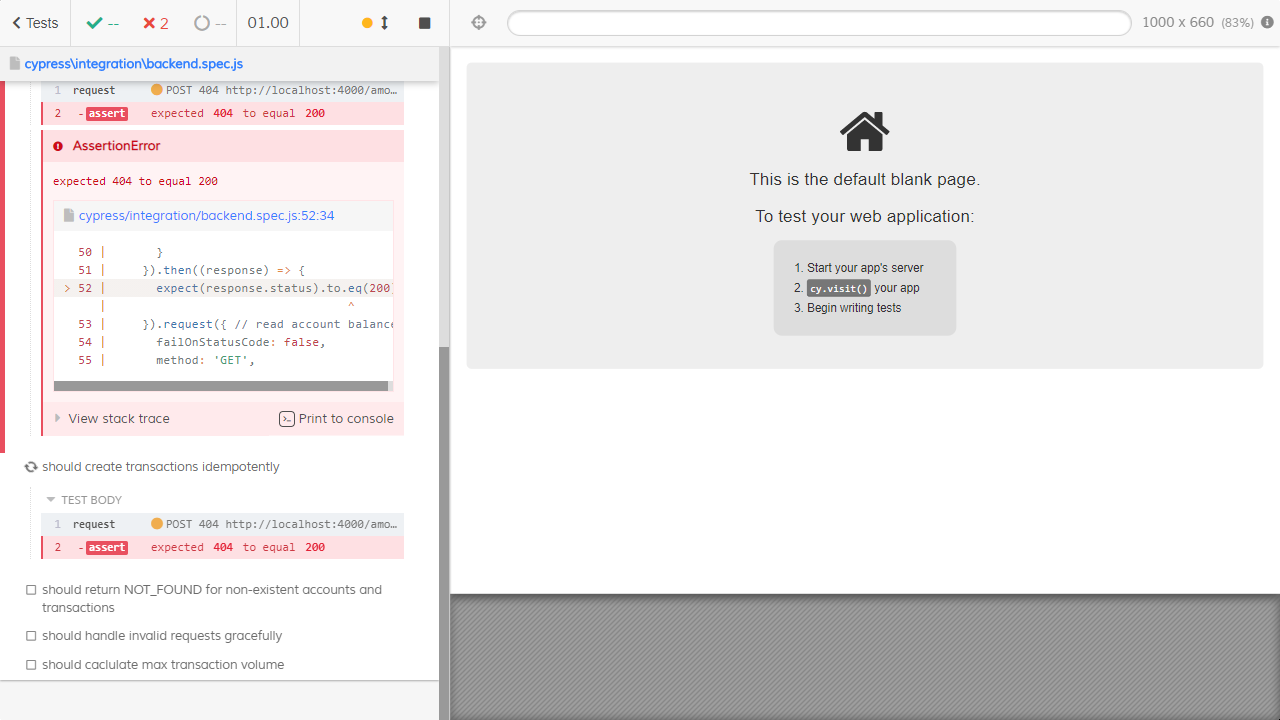 Tests -- 2 -- 01.00 1000 x 660 (83%)
cypress\integration\backend.spec.js
1 request POST 404 http://localhost:4000/amo…
2 - assert expected 404 to equal 200
AssertionError
expected 404 to equal 200
cypress/integration/backend.spec.js:52:34
50 | }
51 | }).then((response) => {
> 52 | expect(response.status).to.eq(200)
| ^
53 | }).request({ // read account balance
54 | failOnStatusCode: false,
55 | method: 'GET',
View stack trace Print to console
should create transactions idempotently
TEST BODY
1 request POST 404 http://localhost:4000/amo…
2 - assert expected 404 to equal 200
should return NOT_FOUND for non-existent accounts and
transactions
should handle invalid requests gracefully
should caclulate max transaction volume
This is the default blank page.
To test your web application:
1. Start your app's server
2. cy.visit() your app
3. Begin writing tests